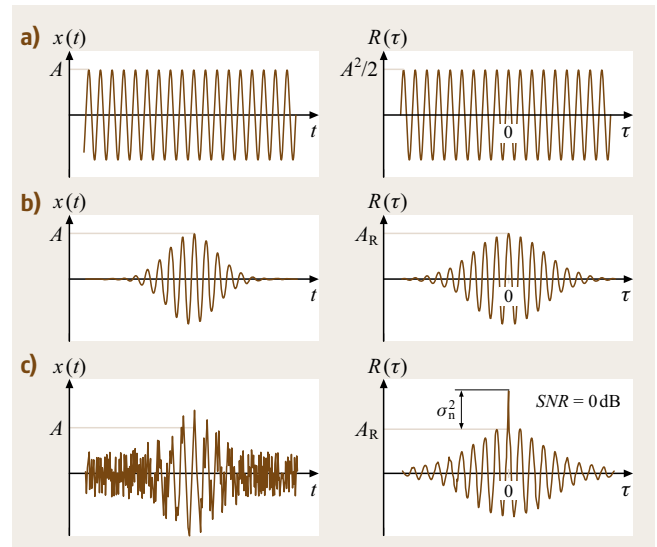 a) x(t) R(τ)
A A²/2
0
t τ
b) x(t) R(τ)
A A_R
0
t τ
c) x(t) R(τ)
σ_n² SNR = 0 dB
A A_R
0
t τ